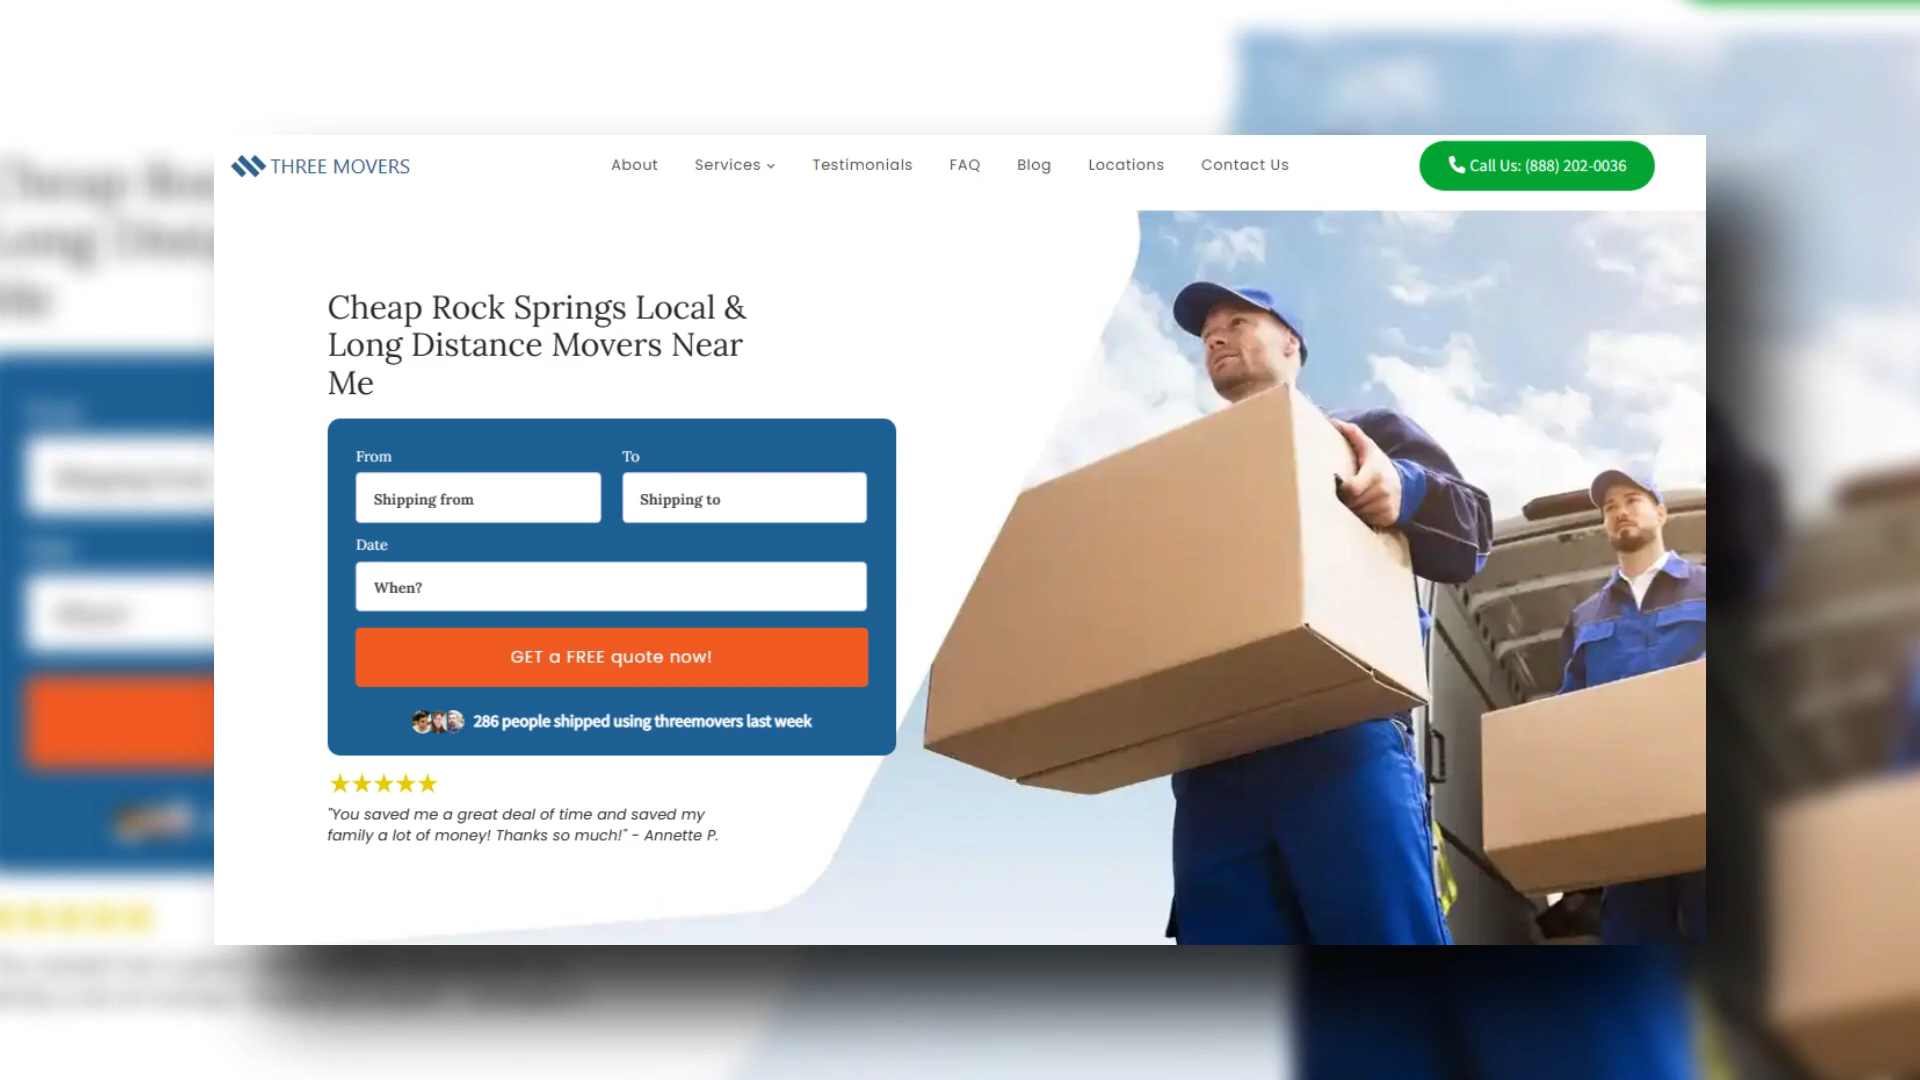 THREE MOVERS
About
Services
Testimonials
FAQ
Blog
Locations
Contact Us
Call Us: (888) 202-0036
Cheap Rock Springs Local &
Long Distance Movers Near
Me
From
To
Shipping from
Shipping to
Date
When?
GET a FREE quote now!
286 people shipped using threemovers last week
"You saved me a great deal of time and saved my
family a lot of money! Thanks so much!" - Annette P.